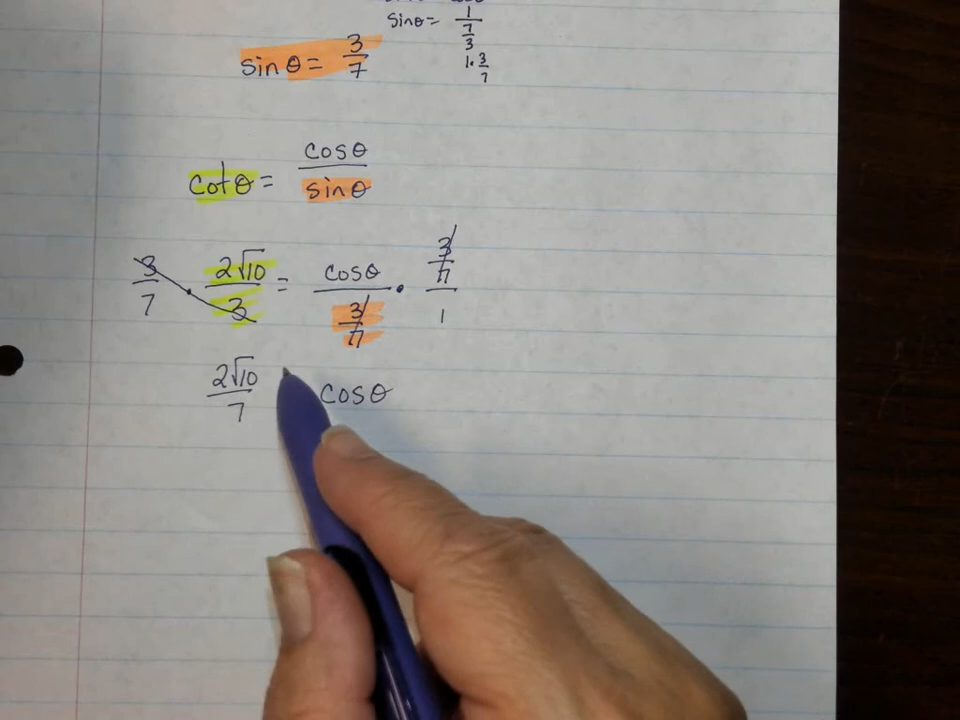 sinθ = 1/(7/3)
sinθ = 3/7
1 · 3/7
cotθ = cosθ/sinθ
3/7 · 2√10/3 = cosθ/(3/7) · (3/7)/1
2√10/7 cosθ